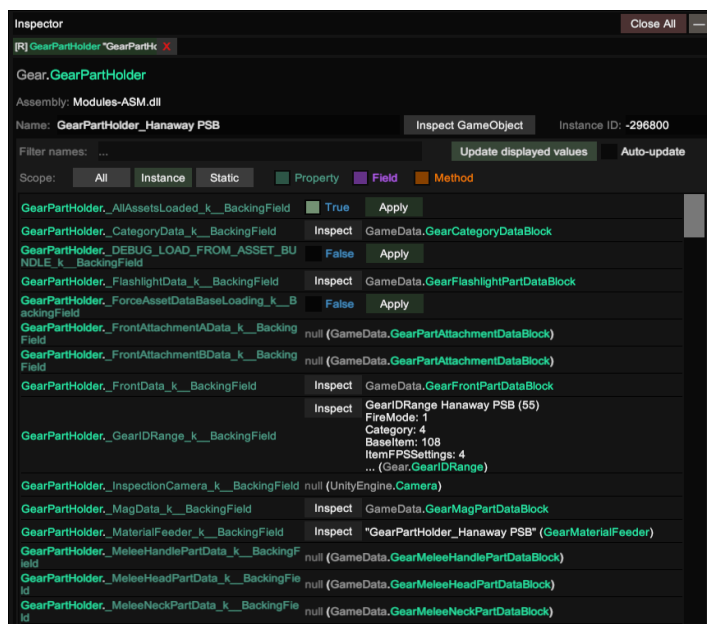 Inspector
Close All
—
[R] GearPartHolder "GearPartHc X
Gear.GearPartHolder
Assembly: Modules-ASM.dll
Name: GearPartHolder_Hanaway PSB
Inspect GameObject
Instance ID: -296800
Filter names: ...
Update displayed values
Auto-update
Scope: All Instance Static Property Field Method
GearPartHolder._AllAssetsLoaded_k__BackingField True Apply
GearPartHolder._CategoryData_k__BackingField Inspect GameData.GearCategoryDataBlock
GearPartHolder._DEBUG_LOAD_FROM_ASSET_BU
NDLE_k__BackingField
False Apply
GearPartHolder._FlashlightData_k__BackingField Inspect GameData.GearFlashlightPartDataBlock
GearPartHolder._ForceAssetDataBaseLoading_k__B
ackingField
False Apply
GearPartHolder._FrontAttachmentAData_k__Backing
Field
null (GameData.GearPartAttachmentDataBlock)
GearPartHolder._FrontAttachmentBData_k__Backing
Field
null (GameData.GearPartAttachmentDataBlock)
GearPartHolder._FrontData_k__BackingField Inspect GameData.GearFrontPartDataBlock
GearPartHolder._GearIDRange_k__BackingField
Inspect GearIDRange Hanaway PSB (55)
FireMode: 1
Category: 4
BaseItem: 108
ItemFPSSettings: 4
... (Gear.GearIDRange)
GearPartHolder._InspectionCamera_k__BackingField null (UnityEngine.Camera)
GearPartHolder._MagData_k__BackingField Inspect GameData.GearMagPartDataBlock
GearPartHolder._MaterialFeeder_k__BackingField Inspect "GearPartHolder_Hanaway PSB" (GearMaterialFeeder)
GearPartHolder._MeleeHandlePartData_k__BackingF
ield
null (GameData.GearMeleeHandlePartDataBlock)
GearPartHolder._MeleeHeadPartData_k__BackingFie
ld
null (GameData.GearMeleeHeadPartDataBlock)
GearPartHolder._MeleeNeckPartData_k__BackingFie
ld
null (GameData.GearMeleeNeckPartDataBlock)